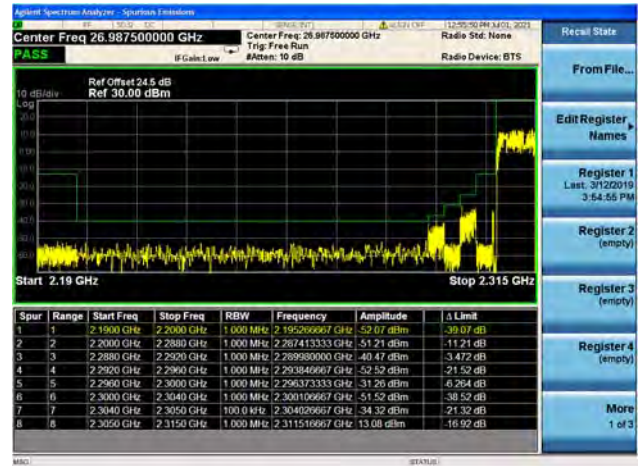 Agilent Spectrum Analyzer - Spurious Emissions
Center Freq 26.987500000 GHz
PASS
IFGain:Low
Center Freq: 26.987500000 GHz
Trig: Free Run
#Atten: 10 dB
12:55:50 PM Jul 01, 2021
Radio Std: None
Radio Device: BTS
Ref Offset 24.5 dB
10 dB/div Ref 30.00 dBm
Log
Start 2.19 GHz
Stop 2.315 GHz
Spur Range Start Freq Stop Freq RBW Frequency Amplitude Δ Limit
1 1 2.1900 GHz 2.2000 GHz 1.000 MHz 2.195266667 GHz -52.07 dBm -39.07 dB
2 2 2.2000 GHz 2.2880 GHz 1.000 MHz 2.287413333 GHz -51.21 dBm -11.21 dB
3 3 2.2880 GHz 2.2920 GHz 1.000 MHz 2.289980000 GHz -40.47 dBm -3.472 dB
4 4 2.2920 GHz 2.2960 GHz 1.000 MHz 2.293846667 GHz -52.52 dBm -21.52 dB
5 5 2.2960 GHz 2.3000 GHz 1.000 MHz 2.296373333 GHz -31.26 dBm -6.264 dB
6 6 2.3000 GHz 2.3040 GHz 1.000 MHz 2.300106667 GHz -51.52 dBm -38.52 dB
7 7 2.3040 GHz 2.3050 GHz 100.0 kHz 2.304026667 GHz -34.32 dBm -21.32 dB
8 8 2.3050 GHz 2.3150 GHz 1.000 MHz 2.311516667 GHz 13.08 dBm -16.92 dB
MSG
STATUS
Recall State
From File...
Edit Register Names
Register 1
Last: 3/12/2019
3:54:55 PM
Register 2
(empty)
Register 3
(empty)
Register 4
(empty)
More
1 of 3